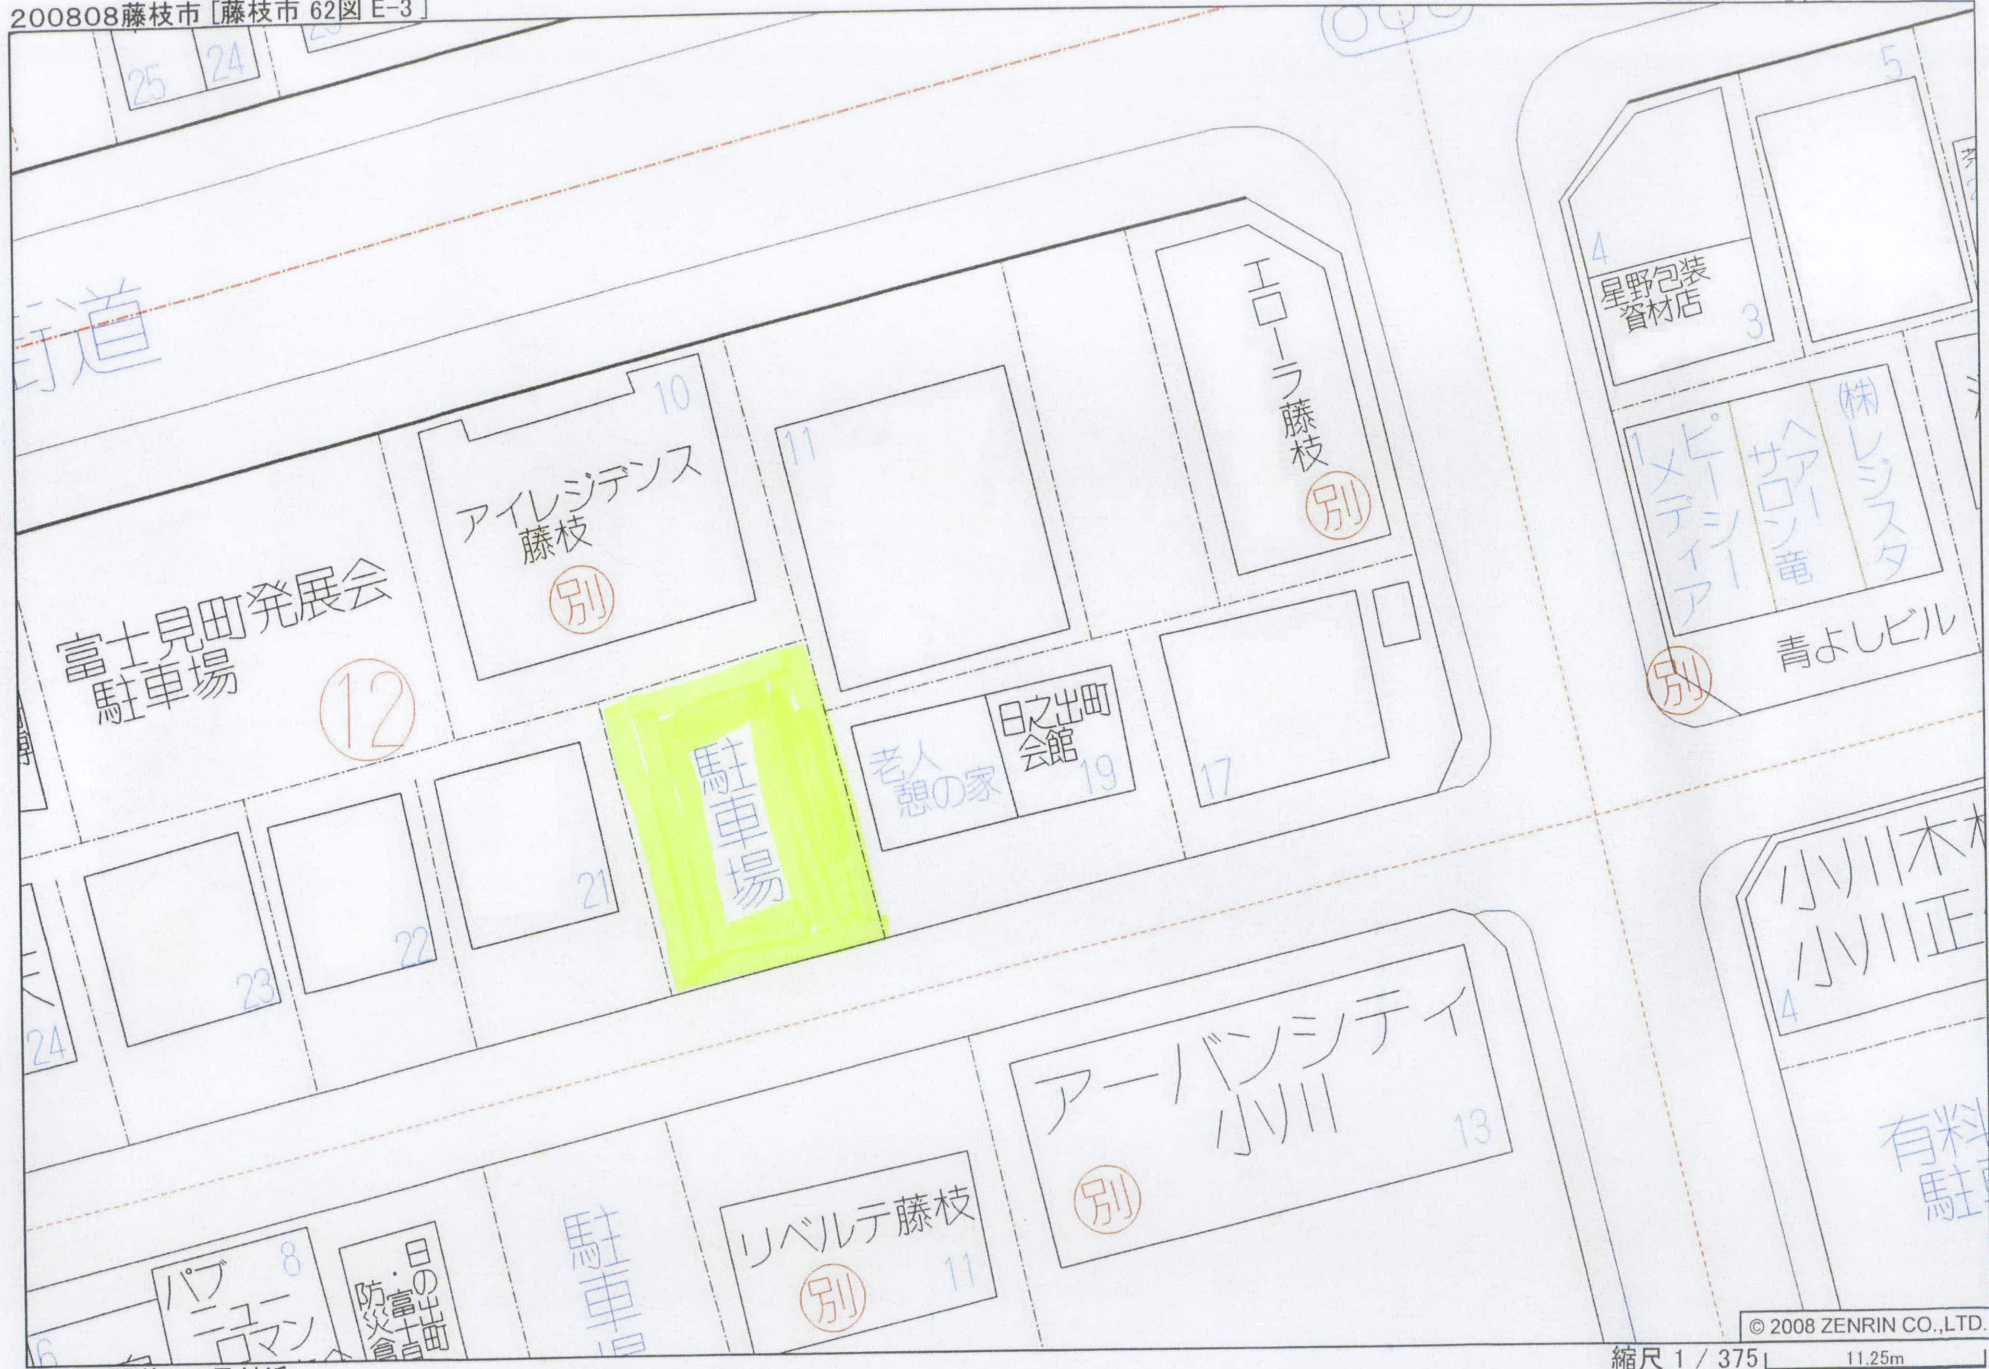 200808藤枝市 [藤枝市 62図 E-3]
25
24
街道
5
4
星野包装
資材店
3
エローラ藤枝
別
10
アイレジデンス
藤枝
別
11
1
ピーシー
メディア
ヘアー
サロン竜
㈱レジスタ
青よしビル
別
富士見町発展会
駐車場
12
駐車場
老人
憩の家
日之出町
会館
19
17
21
22
23
24
小川木
小川正
4
アーバンシティ
小川
13
別
有料
駐車
リベルテ藤枝
別
11
駐車場
パブ
ニュー
ロマン
8
日の出町
・富士見
防災倉
6
© 2008 ZENRIN CO.,LTD.
縮尺 1 / 375
11.25m